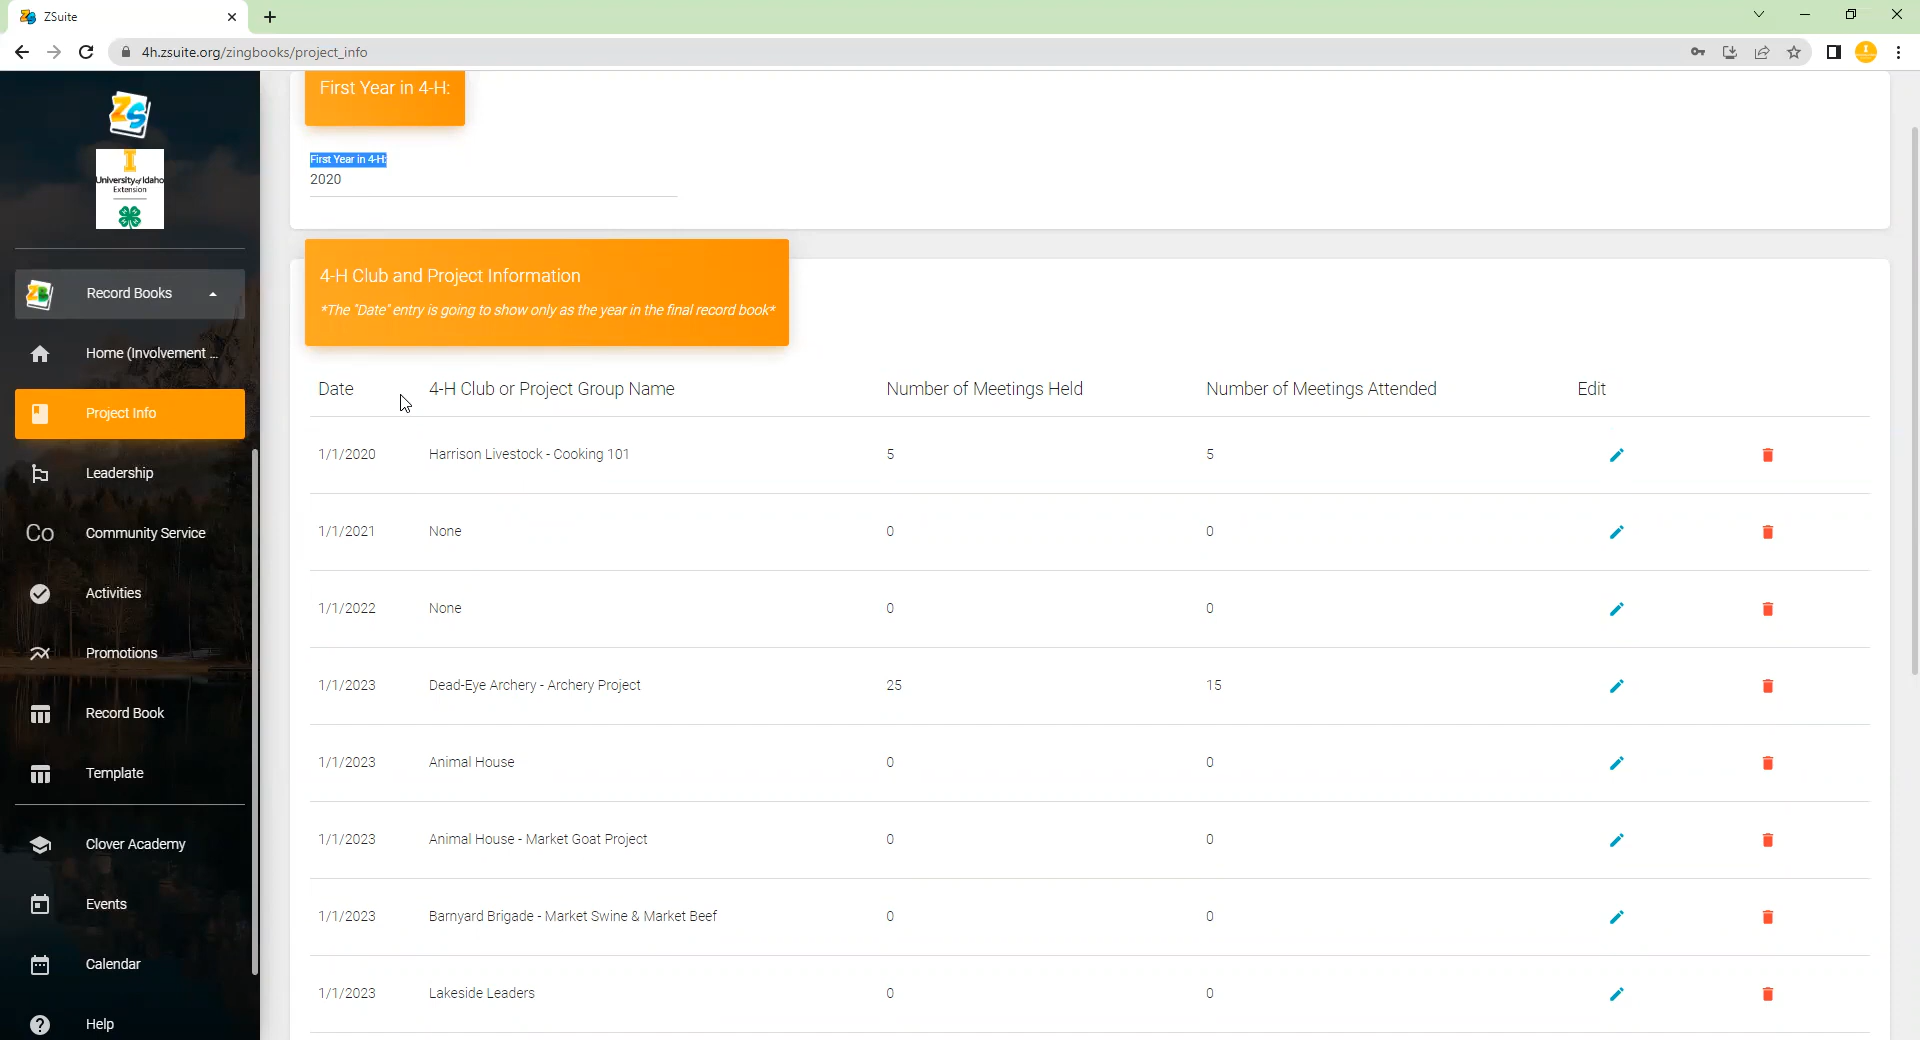 ZSuite
4h.zsuite.org/zingbooks/project_info
ZS
I
University of Idaho
Extension
Record Books
Home (Involvement ...
Project Info
Leadership
Co Community Service
Activities
Promotions
Record Book
Template
Clover Academy
Events
Calendar
Help
First Year in 4-H:
First Year in 4-H:
2020
4-H Club and Project Information
*The "Date" entry is going to show only as the year in the final record book*
Date 4-H Club or Project Group Name Number of Meetings Held Number of Meetings Attended Edit
1/1/2020 Harrison Livestock - Cooking 101 5 5
1/1/2021 None 0 0
1/1/2022 None 0 0
1/1/2023 Dead-Eye Archery - Archery Project 25 15
1/1/2023 Animal House 0 0
1/1/2023 Animal House - Market Goat Project 0 0
1/1/2023 Barnyard Brigade - Market Swine & Market Beef 0 0
1/1/2023 Lakeside Leaders 0 0